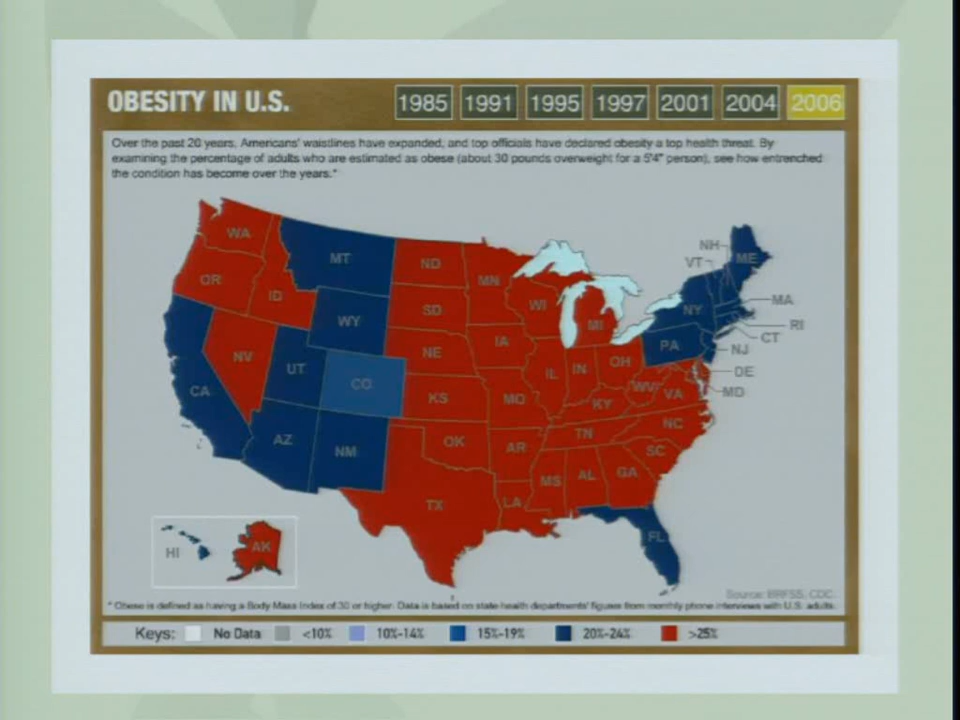 OBESITY IN U.S. 1985 1991 1995 1997 2001 2004 2006
Over the past 20 years, Americans' waistlines have expanded, and top officials have declared obesity a top health threat. By
examining the percentage of adults who are estimated as obese (about 30 pounds overweight for a 5'4" person), see how entrenched
the condition has become over the years.*
WA
MT
ND
MN
OR
ID
WY
SD
WI
MI
NH
VT
ME
NY
MA
RI
CT
PA
NJ
DE
MD
NV
UT
CO
NE
IA
IL
IN
OH
WV
VA
CA
KS
MO
KY
NC
AZ
NM
OK
AR
TN
SC
MS
AL
GA
TX
LA
FL
HI
AK
Source: BRFSS, CDC.
* Obese is defined as having a Body Mass Index of 30 or higher. Data is based on state health departments' figures from monthly phone interviews with U.S. adults.
Keys: No Data <10% 10%-14% 15%-19% 20%-24% >25%